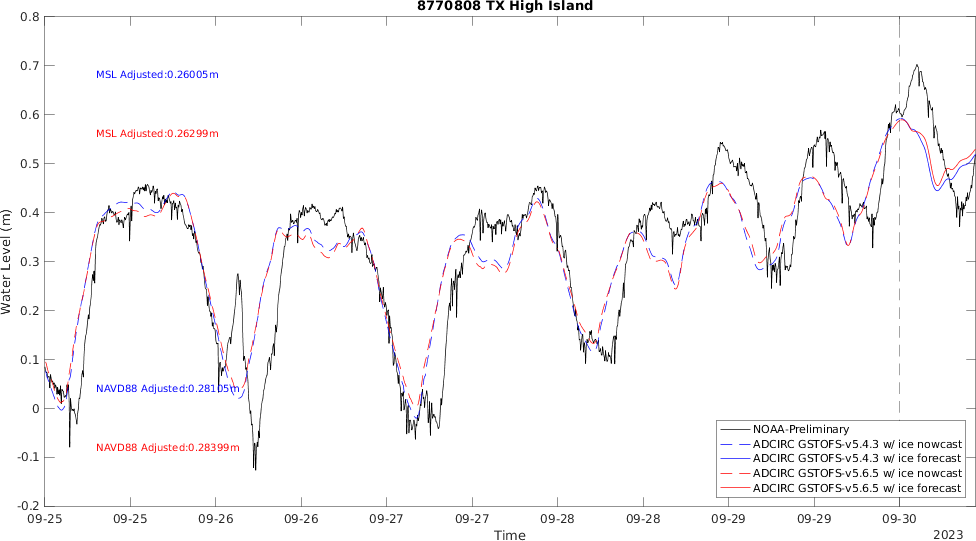 8770808 TX High Island
0.8
0.7
MSL Adjusted:0.26005m
0.6
MSL Adjusted:0.26299m
0.5
0.4
0.3
0.2
0.1
NAVD88 Adjusted:0.28105m
0
NAVD88 Adjusted:0.28399m
-0.1
-0.2
Water Level (m)
NOAA-Preliminary
ADCIRC GSTOFS-v5.4.3 w/ ice nowcast
ADCIRC GSTOFS-v5.4.3 w/ ice forecast
ADCIRC GSTOFS-v5.6.5 w/ ice nowcast
ADCIRC GSTOFS-v5.6.5 w/ ice forecast
09-25 09-25 09-26 09-26 09-27 09-27 09-28 09-28 09-29 09-29 09-30
Time
2023